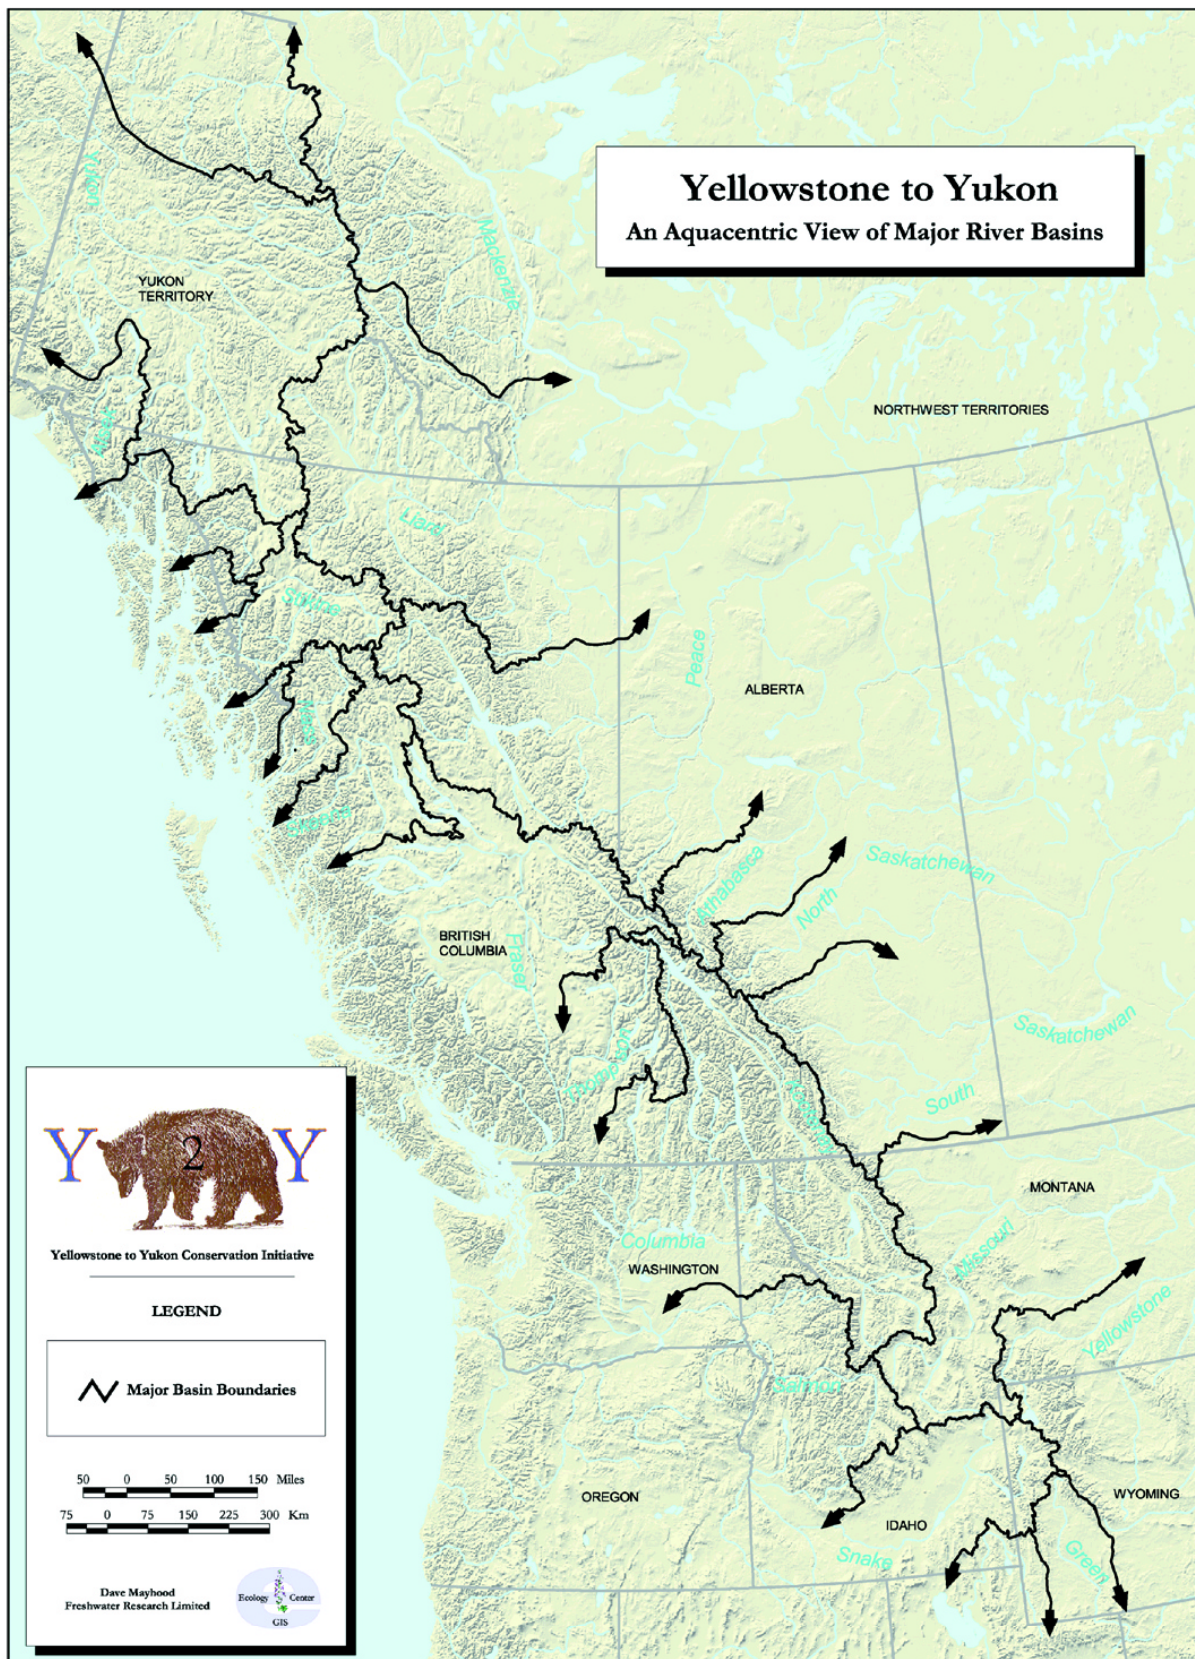 Yellowstone to Yukon
An Aquacentric View of Major River Basins
Yukon
Mackenzie
YUKON
TERRITORY
NORTHWEST TERRITORIES
Alsek
Liard
Stikine
Peace
ALBERTA
Nass
Skeena
Athabasca
Saskatchewan
North
BRITISH
COLUMBIA
Fraser
Saskatchewan
Thompson
Kootenay
South
MONTANA
Missouri
Columbia
WASHINGTON
Yellowstone
Salmon
OREGON
IDAHO
WYOMING
Snake
Green
Y 2 Y
Yellowstone to Yukon Conservation Initiative
LEGEND
Major Basin Boundaries
50 0 50 100 150 Miles
75 0 75 150 225 300 Km
Dave Mayhood
Freshwater Research Limited
Ecology Center
GIS